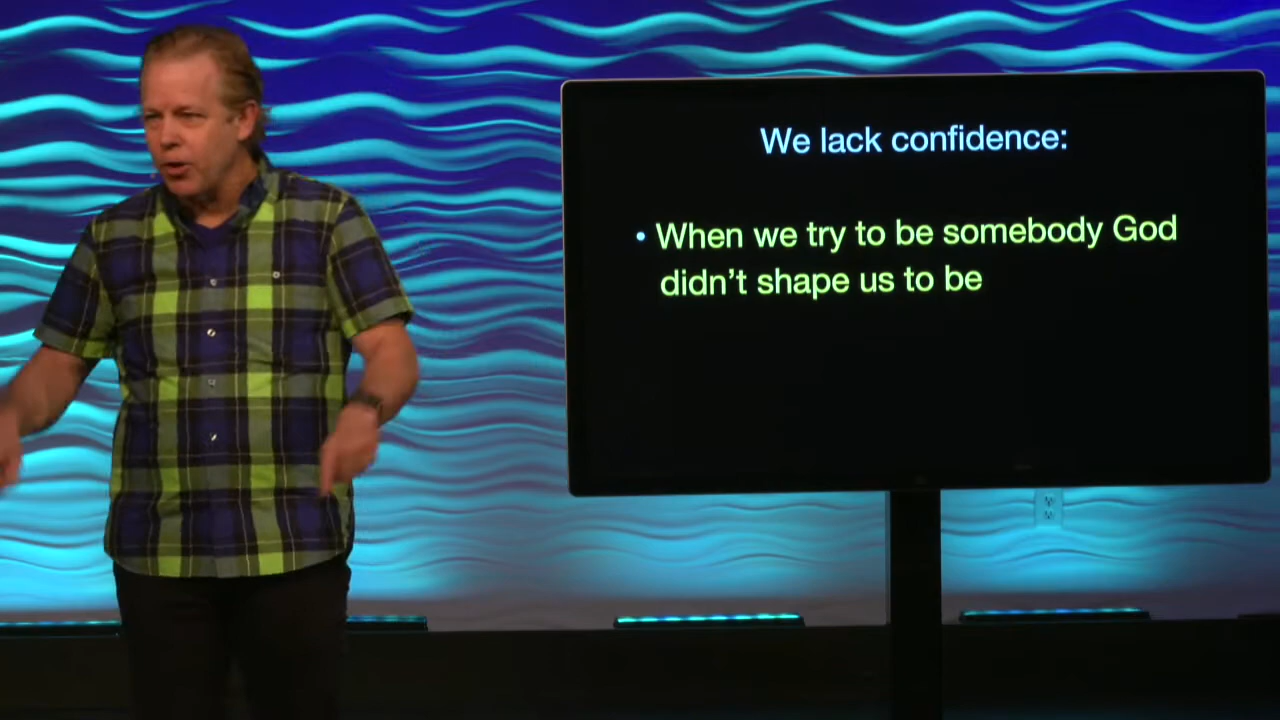 We lack confidence:
• When we try to be somebody God
didn't shape us to be